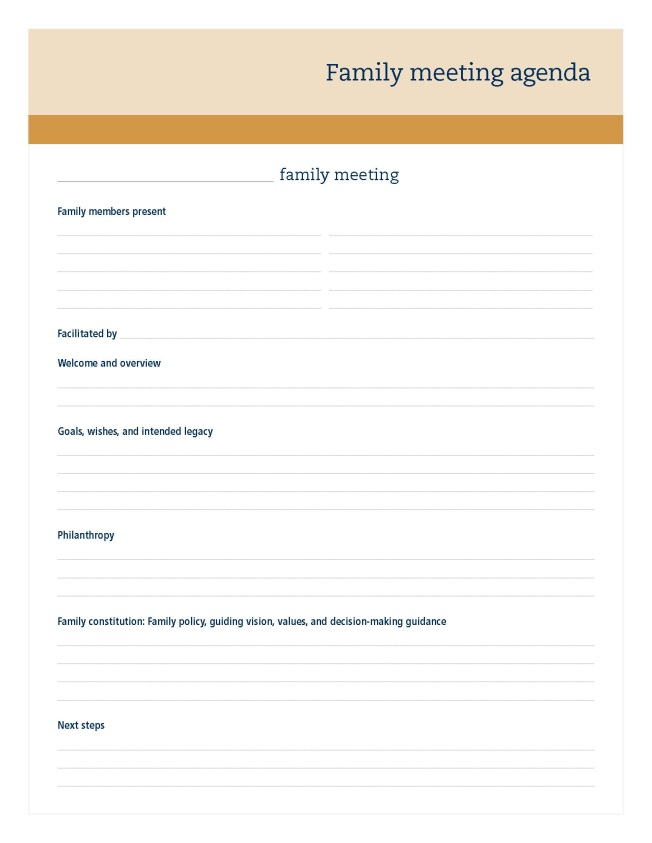 Family meeting agenda
family meeting
Family members present
Facilitated by
Welcome and overview
Goals, wishes, and intended legacy
Philanthropy
Family constitution: Family policy, guiding vision, values, and decision-making guidance
Next steps